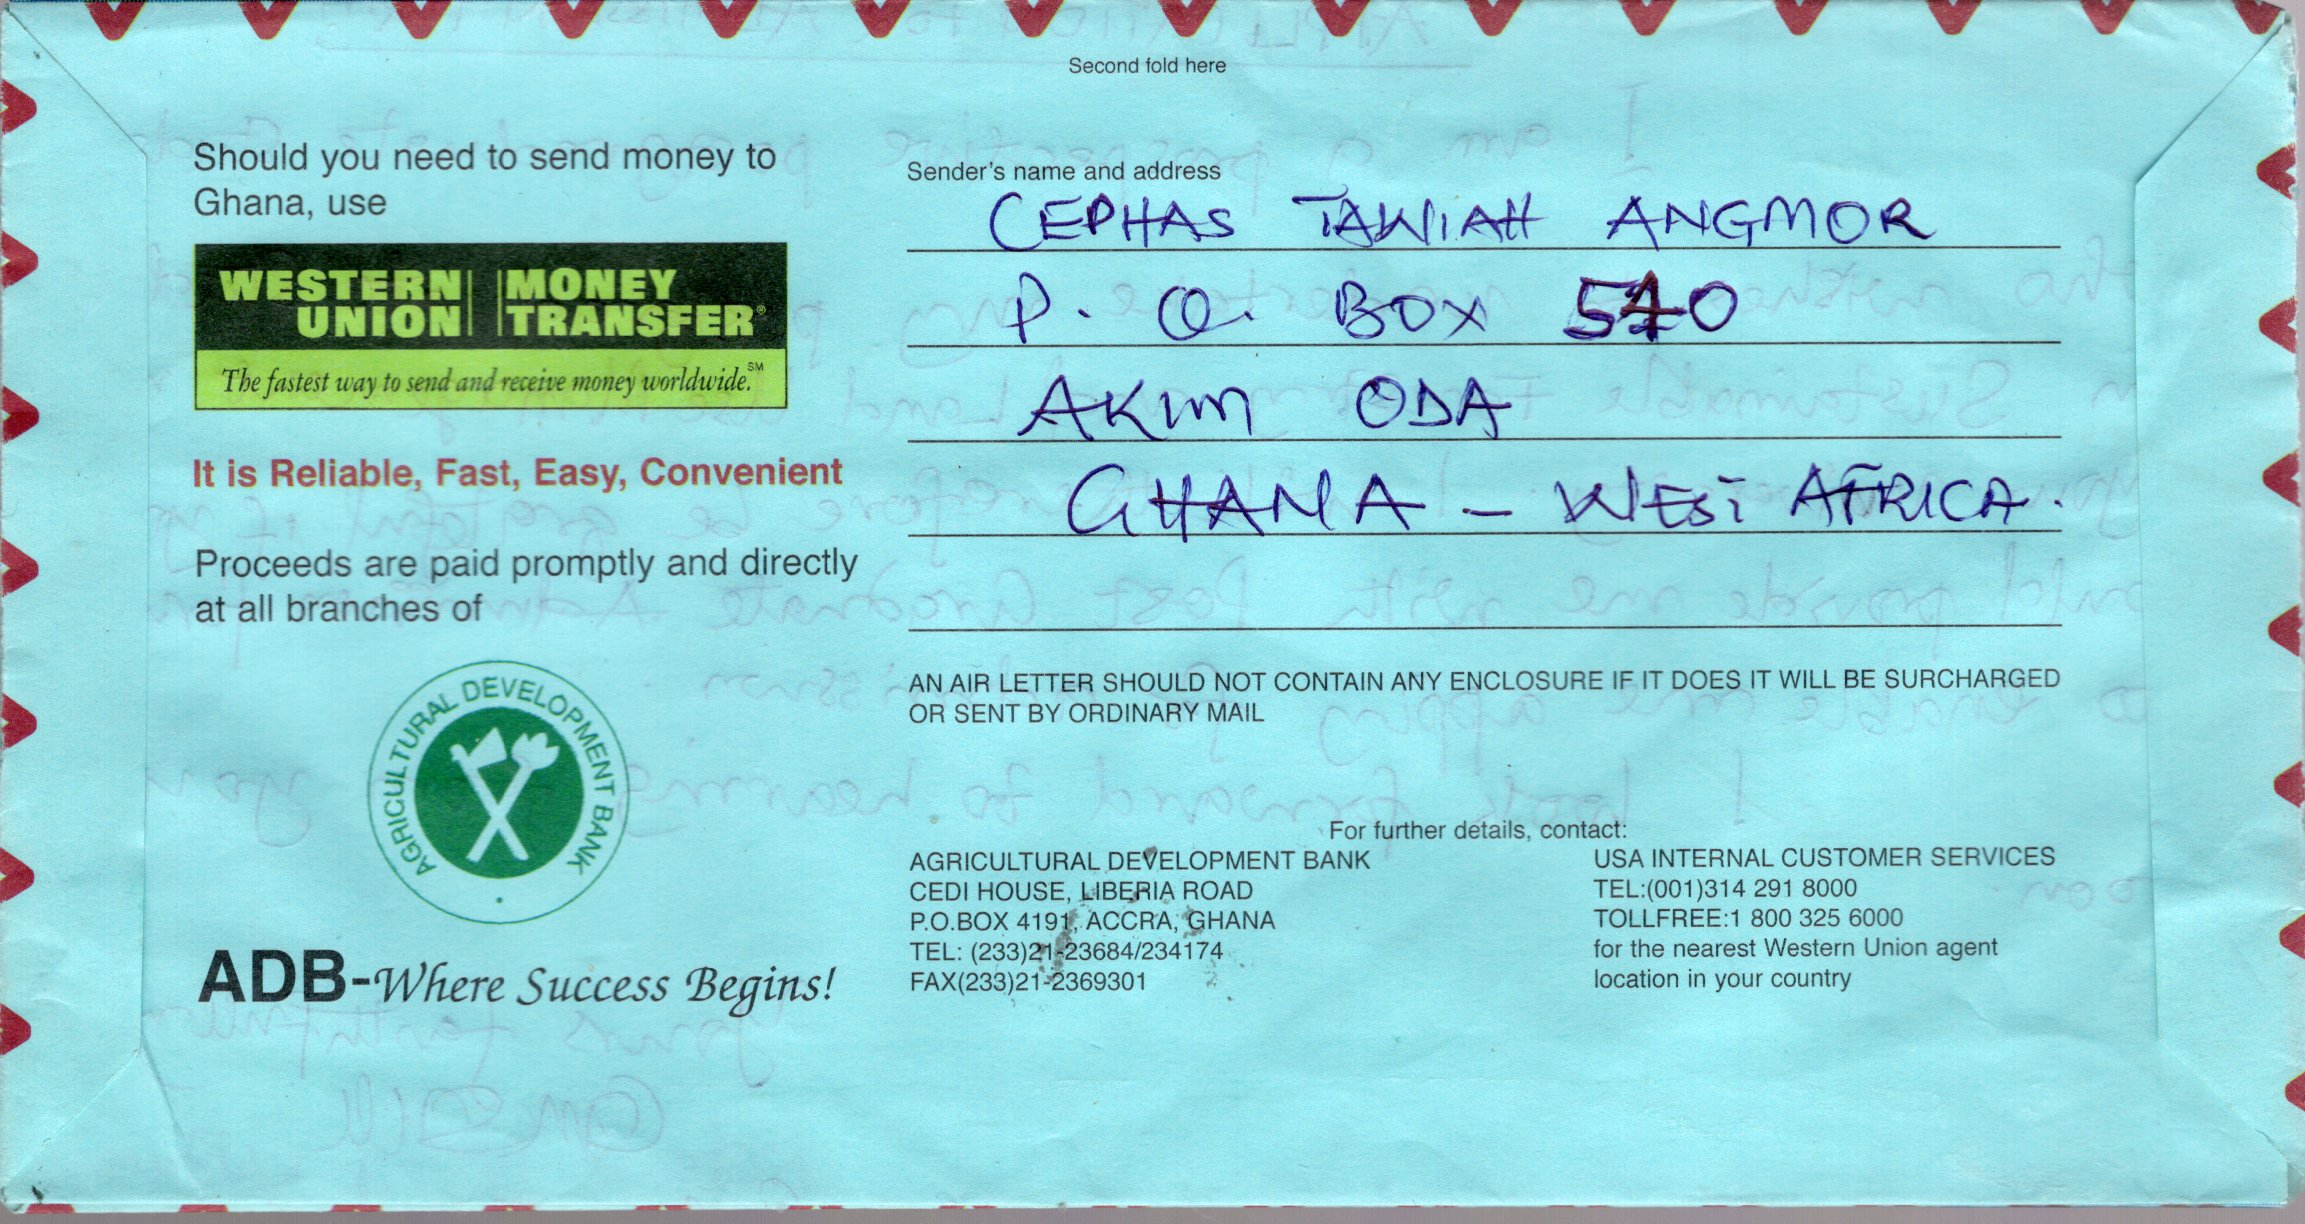 Second fold here
Should you need to send money to
Ghana, use
WESTERN UNION | MONEY TRANSFER®
The fastest way to send and receive money worldwide.℠
It is Reliable, Fast, Easy, Convenient
Proceeds are paid promptly and directly
at all branches of
AGRICULTURAL DEVELOPMENT BANK
ADB-Where Success Begins!
Sender's name and address
CEPHAS TAWIAH ANGMOR
P. O. BOX
AKIM ODA
GHANA - WEST AFRICA.
AN AIR LETTER SHOULD NOT CONTAIN ANY ENCLOSURE IF IT DOES IT WILL BE SURCHARGED
OR SENT BY ORDINARY MAIL
For further details, contact:
AGRICULTURAL DEVELOPMENT BANK
CEDI HOUSE, LIBERIA ROAD
P.O.BOX 4191, ACCRA, GHANA
TEL: (233)21-23684/234174
FAX(233)21-2369301
USA INTERNAL CUSTOMER SERVICES
TEL:(001)314 291 8000
TOLLFREE:1 800 325 6000
for the nearest Western Union agent
location in your country